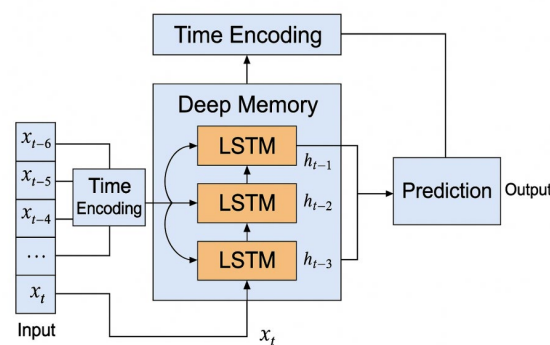 Time Encoding
Deep Memory
x_{t−6}
x_{t−5}
x_{t−4}
...
x_t
Input
Time
Encoding
LSTM
h_{t−1}
LSTM
h_{t−2}
LSTM
h_{t−3}
x_t
Prediction
Output